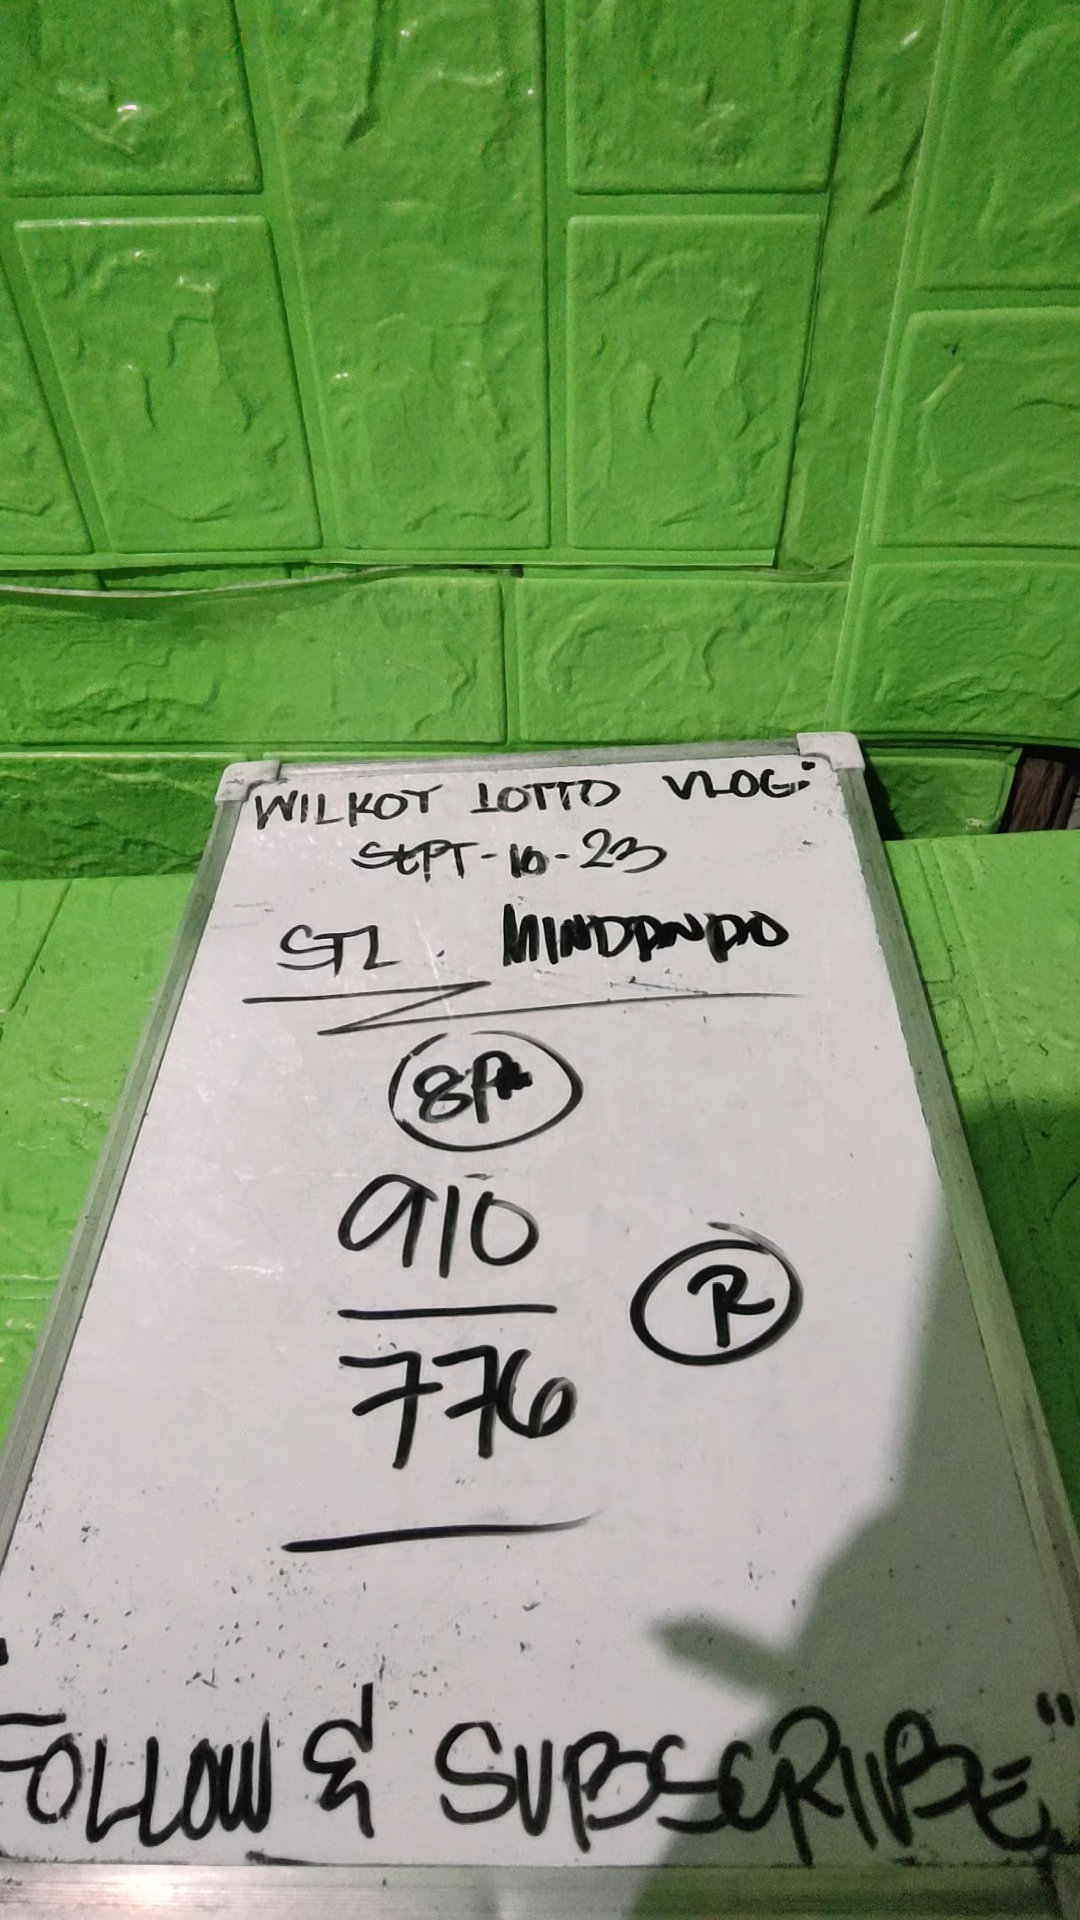 WILKOT LOTTO VLOG:
SEPT-10-23
STL. MINDANAO
8PM
910
R
776
"FOLLOW & SUBSCRIBE"